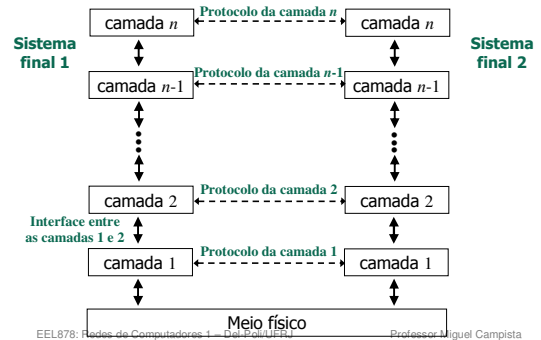 Protocolo da camada n
camada n
camada n
Sistema
final 1
Sistema
final 2
Protocolo da camada n-1
camada n-1
camada n-1
Protocolo da camada 2
camada 2
camada 2
Interface entre
as camadas 1 e 2
Protocolo da camada 1
camada 1
camada 1
Meio físico
EEL878: Redes de Computadores 1 – Del-Poli/UFRJ
Professor Miguel Campista